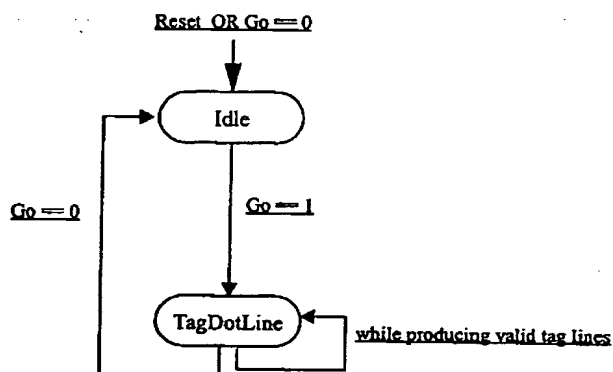 Reset OR Go == 0
Idle
Go == 0
Go == 1
TagDotLine
while producing valid tag lines